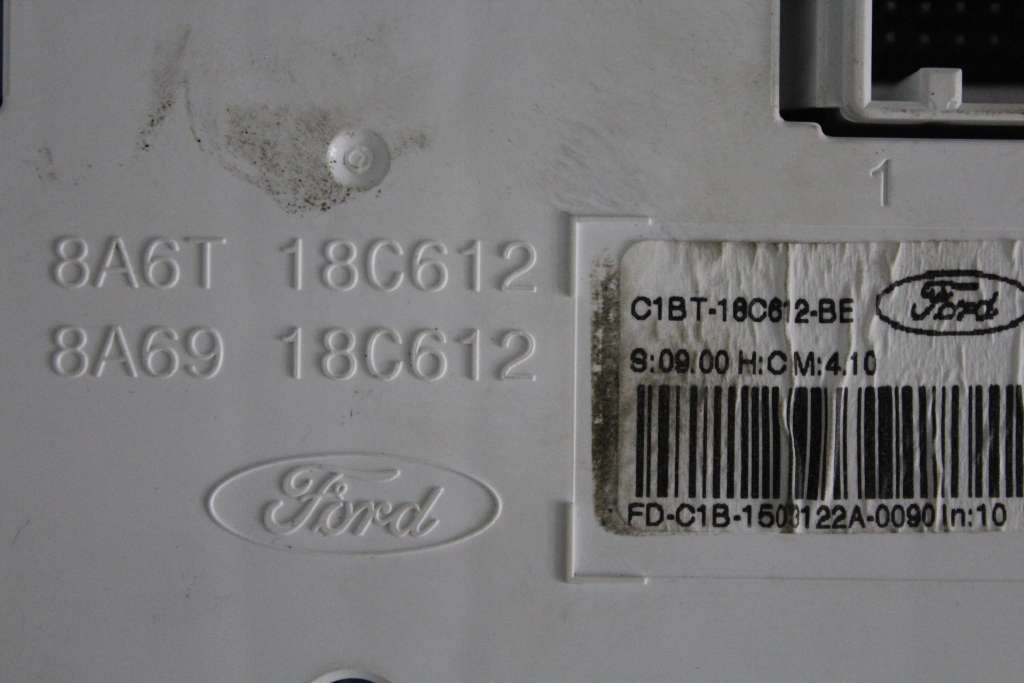 1
8A6T 18C612
8A69 18C612
Ford
C1BT-18C612-BE Ford
S:09.00 H:C M:4.10
FD-C1B-1503122A-0090 In:10